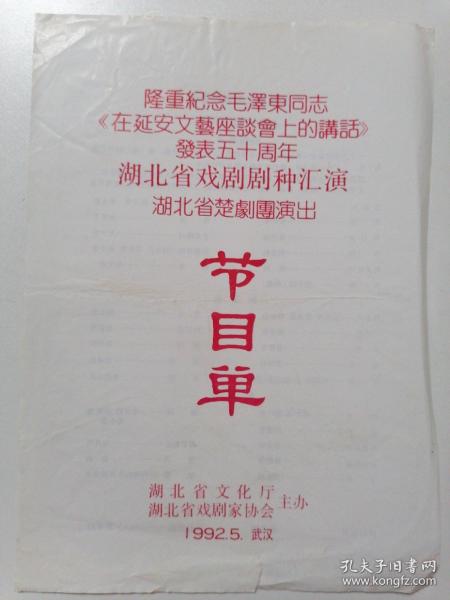 隆重紀念毛澤東同志
《在延安文藝座談會上的講話》
發表五十周年
湖北省戏剧剧种汇演
湖北省楚劇團演出
节目单
湖北省文化厅
湖北省戏剧家协会
主办
1992.5. 武汉
孔夫子旧书网
www.kongfz.com